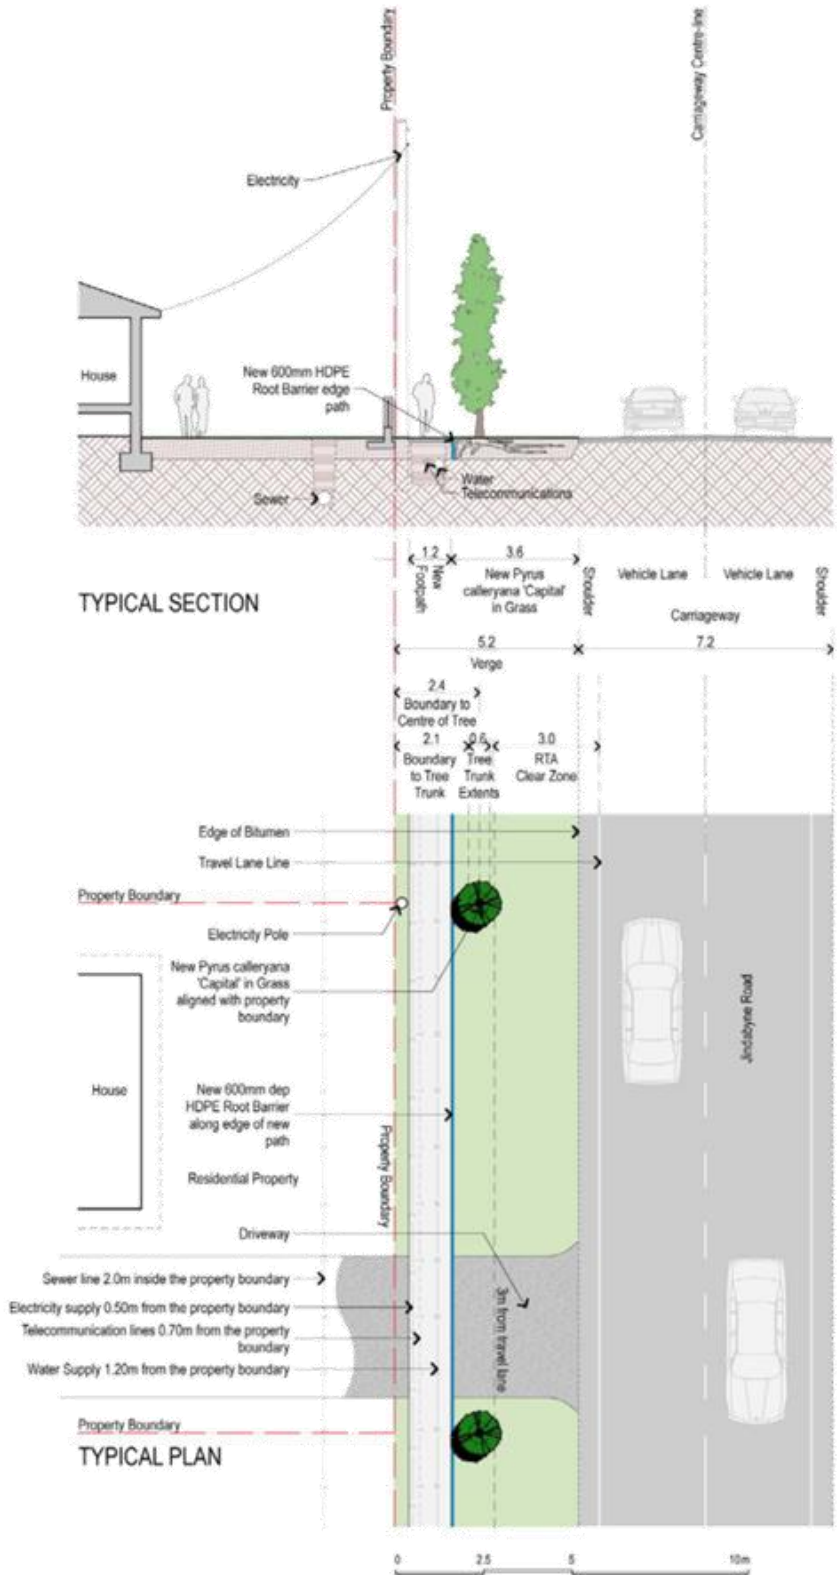 Property Boundary
Carriageway Centre-line
Electricity
House
New 600mm HDPE
Root Barrier edge
path
Water
Telecommunications
Sewer
1.2
3.6
New
Footpath
New Pyrus
calleryana 'Capital'
in Grass
Shoulder
Vehicle Lane
Vehicle Lane
Shoulder
Carriageway
TYPICAL SECTION
5.2
7.2
Verge
2.4
Boundary to
Centre of Tree
2.1
0.6
3.0
Boundary
to Tree
Trunk
Tree
Trunk
Extents
RTA
Clear Zone
Edge of Bitumen
Travel Lane Line
Property Boundary
Electricity Pole
New Pyrus calleryana
'Capital' in Grass
aligned with property
boundary
Jindabyne Road
House
New 600mm dep
HDPE Root Barrier
along edge of new
path
Property Boundary
Residential Property
Driveway
Sewer line 2.0m inside the property boundary
Electricity supply 0.50m from the property boundary
Telecommunication lines 0.70m from the property
boundary
Water Supply 1.20m from the property boundary
3m from travel lane
Property Boundary
TYPICAL PLAN
0
2.5
5
10m